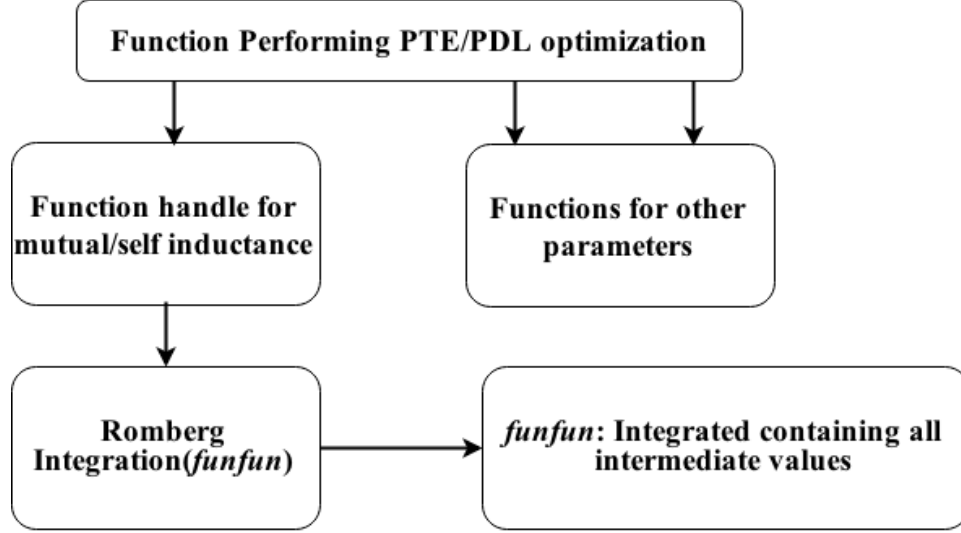 Function Performing PTE/PDL optimization
Function handle for
mutual/self inductance
Functions for other
parameters
Romberg
Integration(funfun)
funfun: Integrated containing all
intermediate values